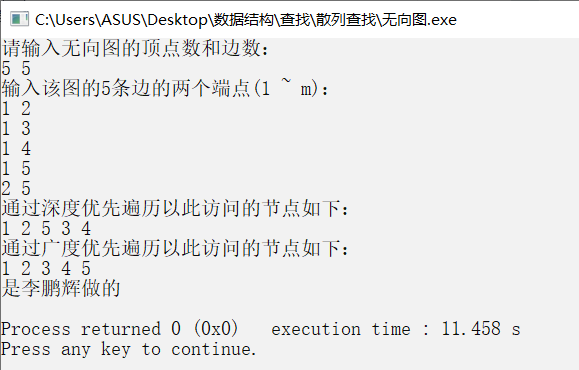 C:\Users\ASUS\Desktop\数据结构\查找\散列查找\无向图.exe
请输入无向图的顶点数和边数：
5 5
输入该图的5条边的两个端点(1 ~ m)：
1 2
1 3
1 4
1 5
2 5
通过深度优先遍历以此访问的节点如下：
1 2 5 3 4
通过广度优先遍历以此访问的节点如下：
1 2 3 4 5
是李鹏辉做的
Process returned 0 (0x0)   execution time : 11.458 s
Press any key to continue.